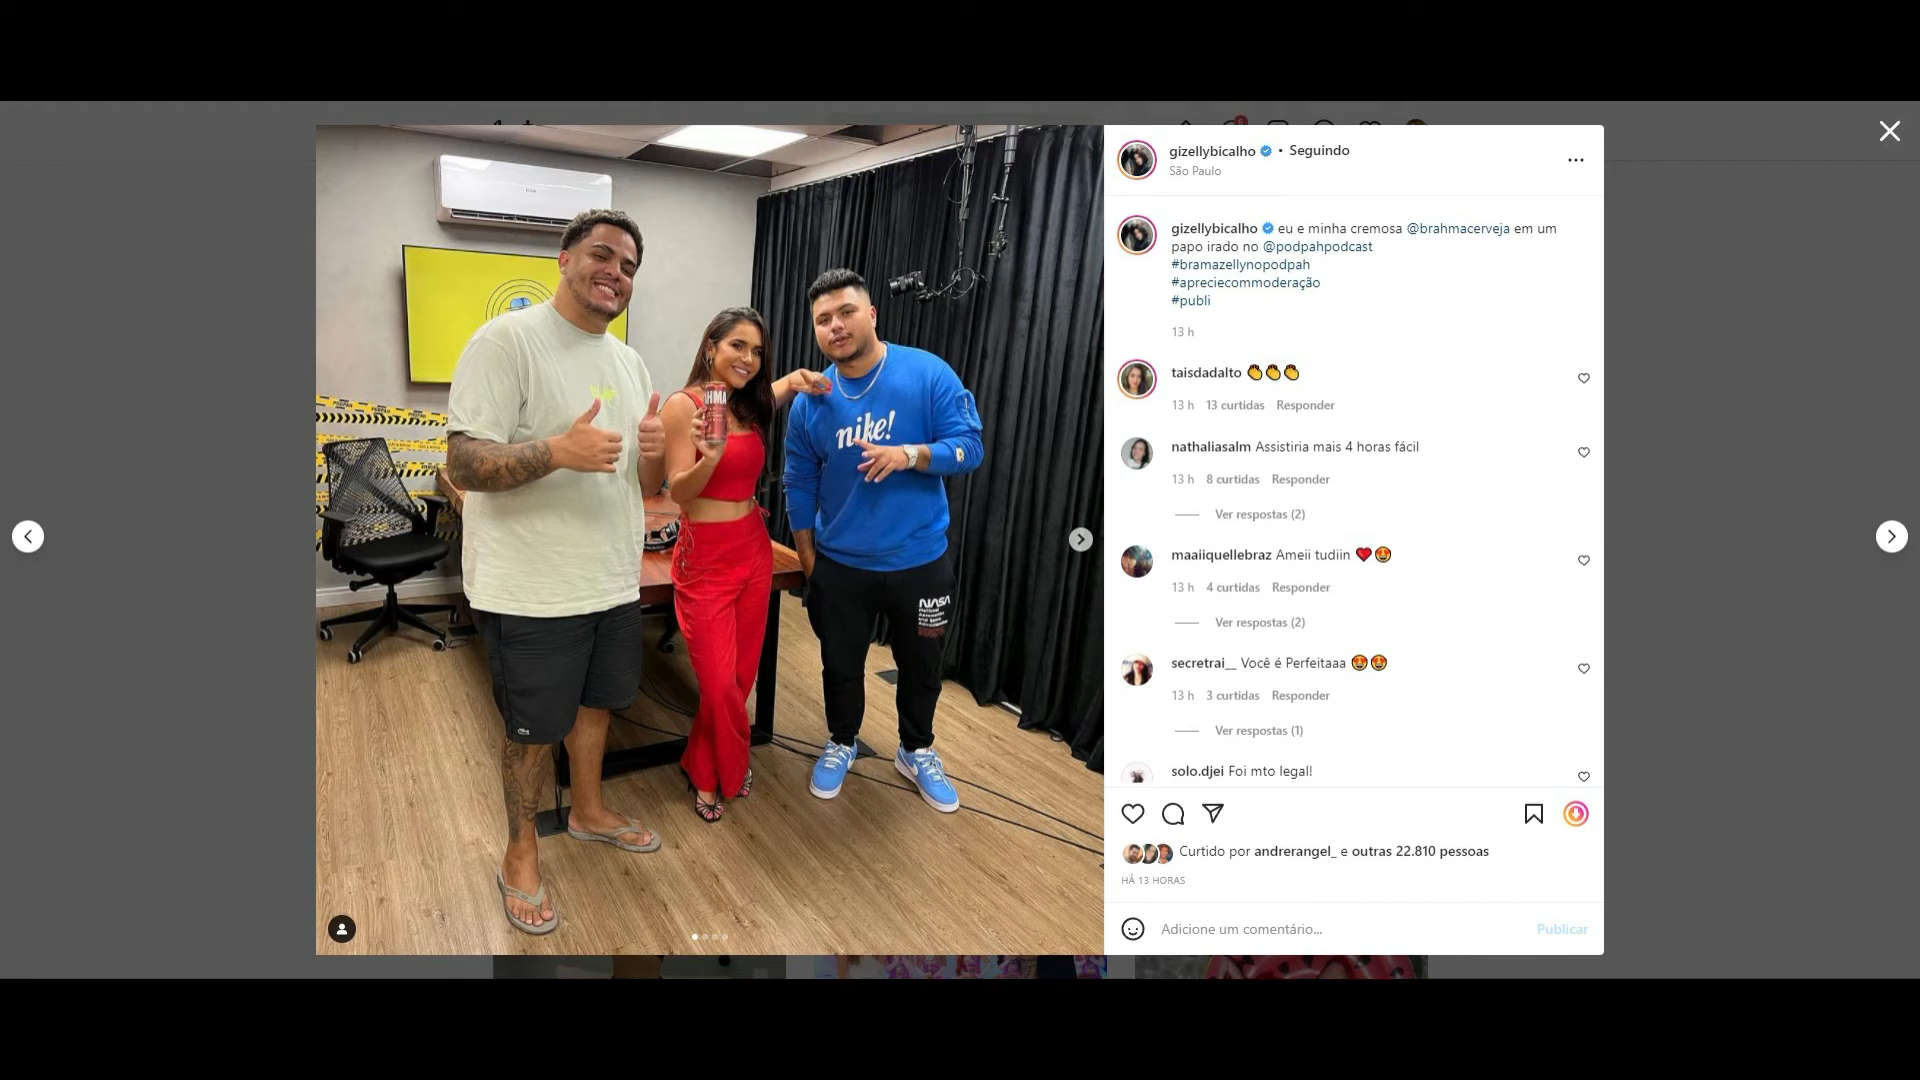 gizellybicalho • Seguindo
São Paulo
gizellybicalho eu e minha cremosa @brahmacerveja em um
papo irado no @podpahpodcast
#bramazellynopodpah
#apreciecommoderação
#publi
13 h
taisdadalto 👏👏👏
13 h 13 curtidas Responder
nathaliasalm Assistiria mais 4 horas fácil
13 h 8 curtidas Responder
Ver respostas (2)
maaiiquellebraz Ameii tudiin ❤️🤩
13 h 4 curtidas Responder
Ver respostas (2)
secretrai__ Você é Perfeitaaa 🤩🤩
13 h 3 curtidas Responder
Ver respostas (1)
solo.djei Foi mto legal!
Curtido por andrerangel_ e outras 22.810 pessoas
HÁ 13 HORAS
Adicione um comentário...
Publicar
nike!
NASA